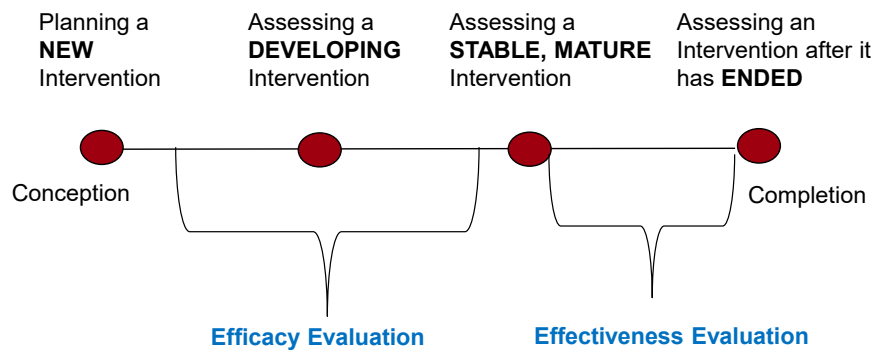 Planning a
NEW
Intervention
Assessing a
DEVELOPING
Intervention
Assessing a
STABLE, MATURE
Intervention
Assessing an
Intervention after it
has ENDED
Conception
Completion
Efficacy Evaluation
Effectiveness Evaluation